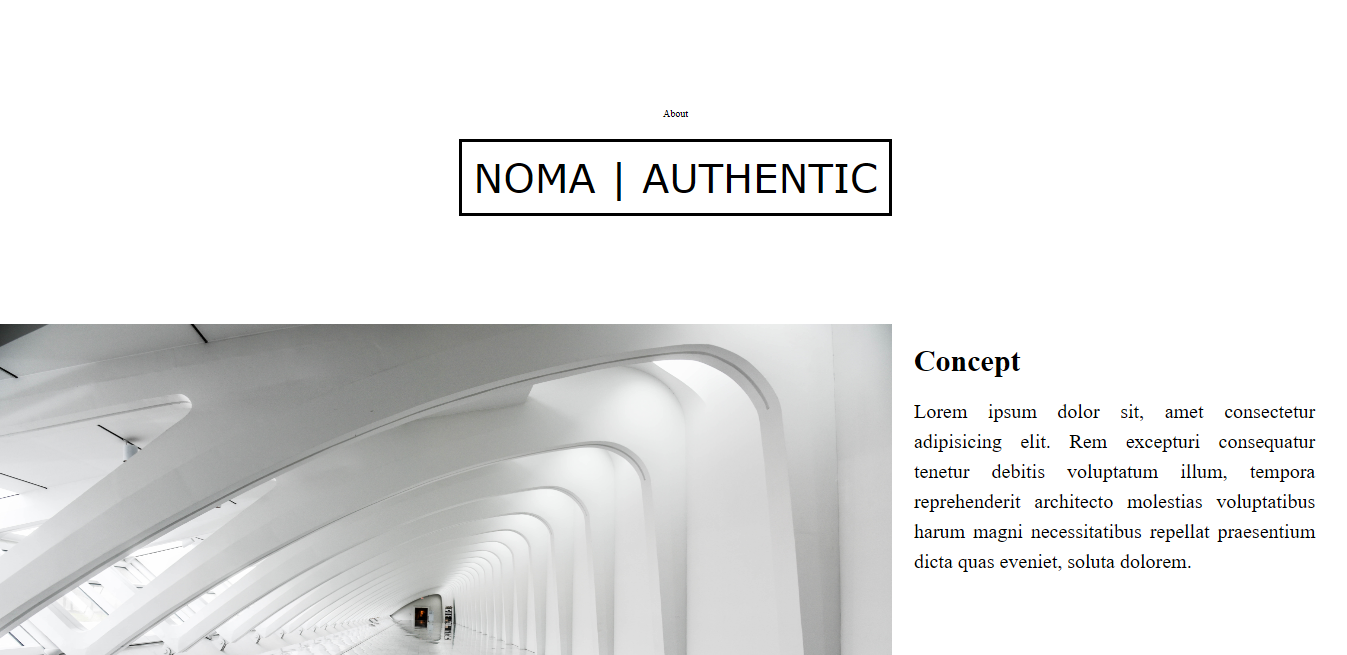 About
NOMA | AUTHENTIC
Concept
Lorem ipsum dolor sit, amet consectetur
adipisicing elit. Rem excepturi consequatur
tenetur debitis voluptatum illum, tempora
reprehenderit architecto molestias voluptatibus
harum magni necessitatibus repellat praesentium
dicta quas eveniet, soluta dolorem.